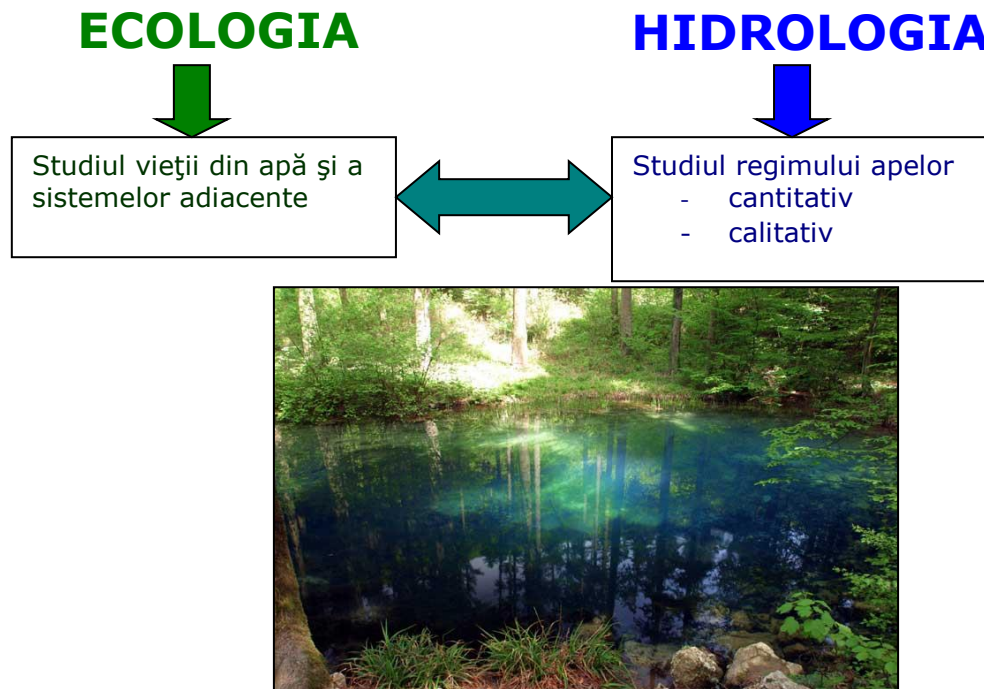 ECOLOGIA
HIDROLOGIA
Studiul vieţii din apă şi a
sistemelor adiacente
Studiul regimului apelor
- cantitativ
- calitativ